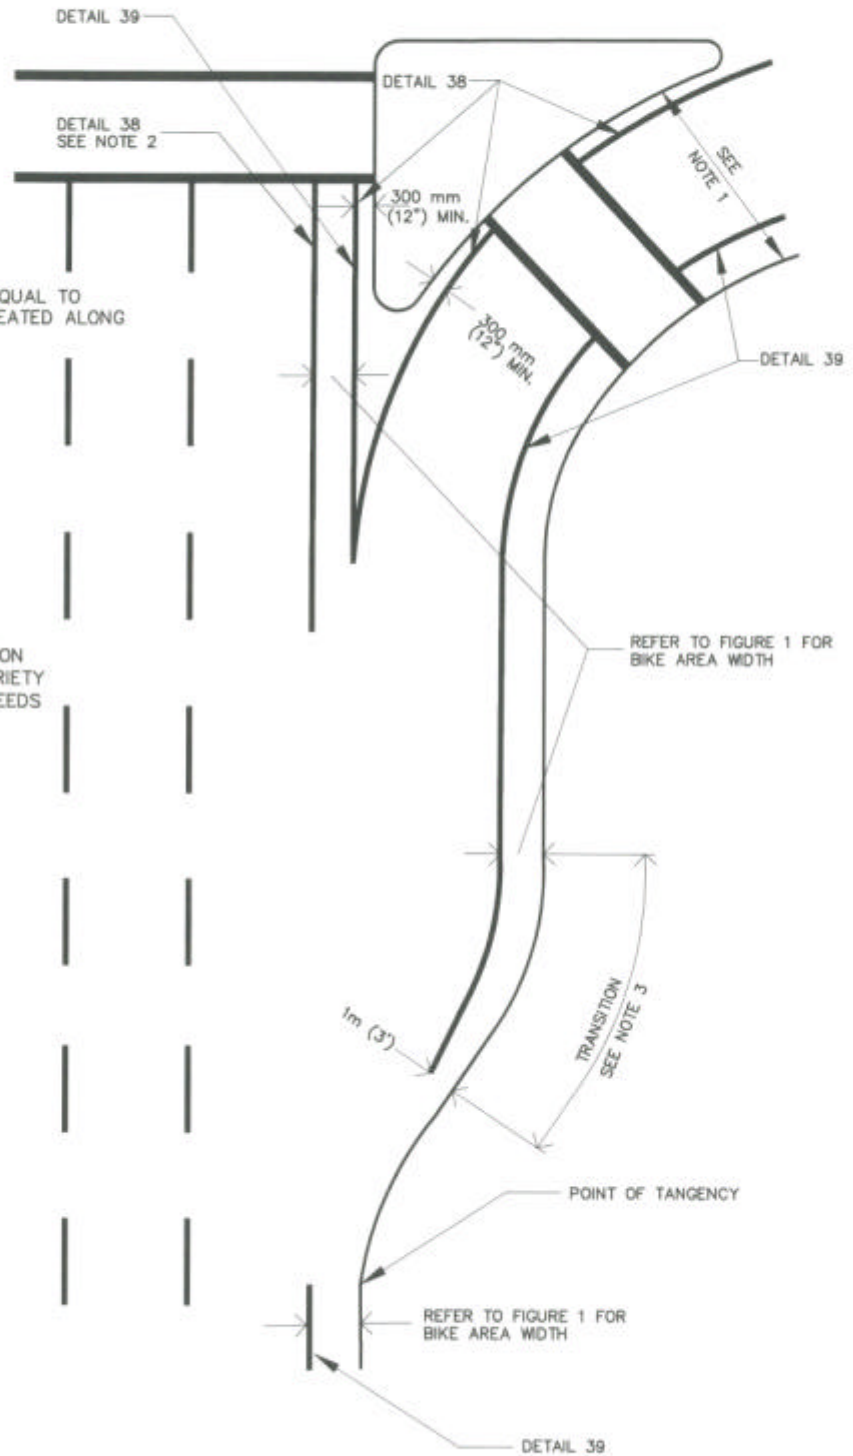 DETAIL 39
DETAIL 38
DETAIL 38
SEE NOTE 2
300 mm
(12") MIN.
SEE
NOTE 1
QUAL TO
EATED ALONG
300 mm
(12") MIN.
DETAIL 39
ON
RIETY
EEDS
REFER TO FIGURE 1 FOR
BIKE AREA WIDTH
1m (3')
TRANSITION
SEE NOTE 3
POINT OF TANGENCY
REFER TO FIGURE 1 FOR
BIKE AREA WIDTH
DETAIL 39